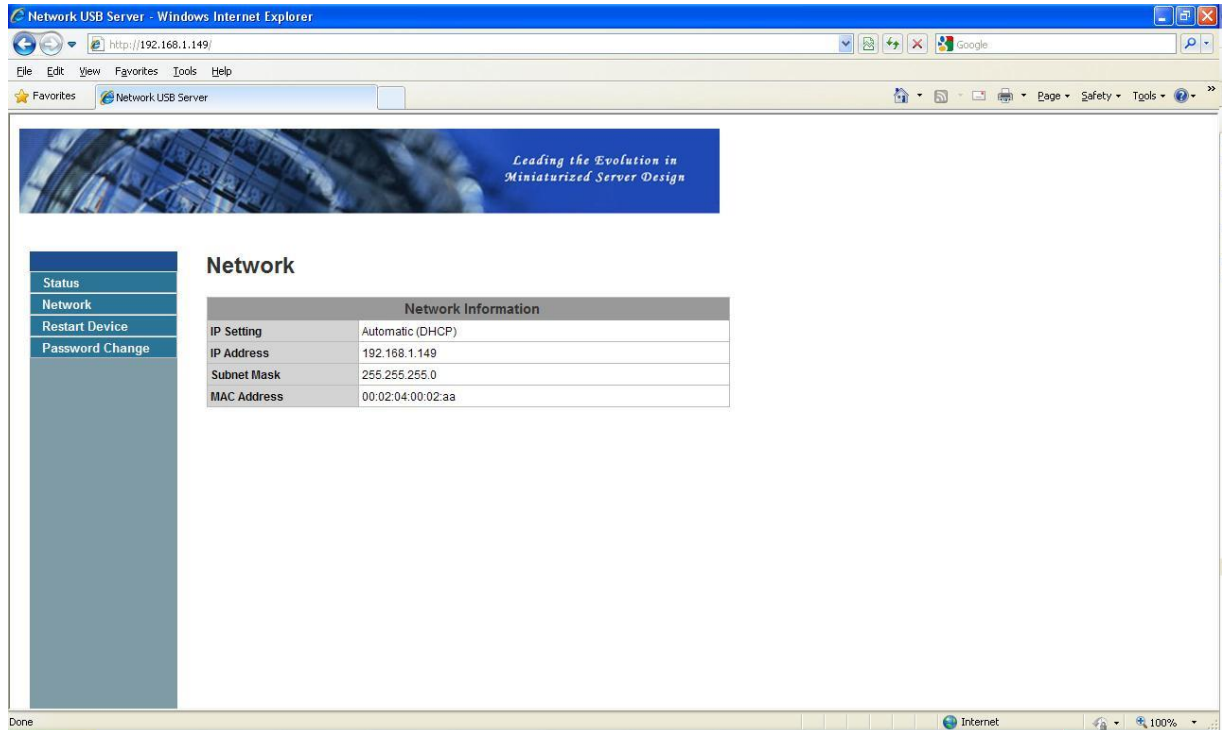 Network USB Server - Windows Internet Explorer
http://192.168.1.149/
Google
File Edit View Favorites Tools Help
Favorites Network USB Server Page Safety Tools »
Leading the Evolution in
Miniaturized Server Design
Network
Status
Network
Restart Device
Password Change
Network Information
IP Setting Automatic (DHCP)
IP Address 192.168.1.149
Subnet Mask 255.255.255.0
MAC Address 00:02:04:00:02:aa
Done Internet 100%